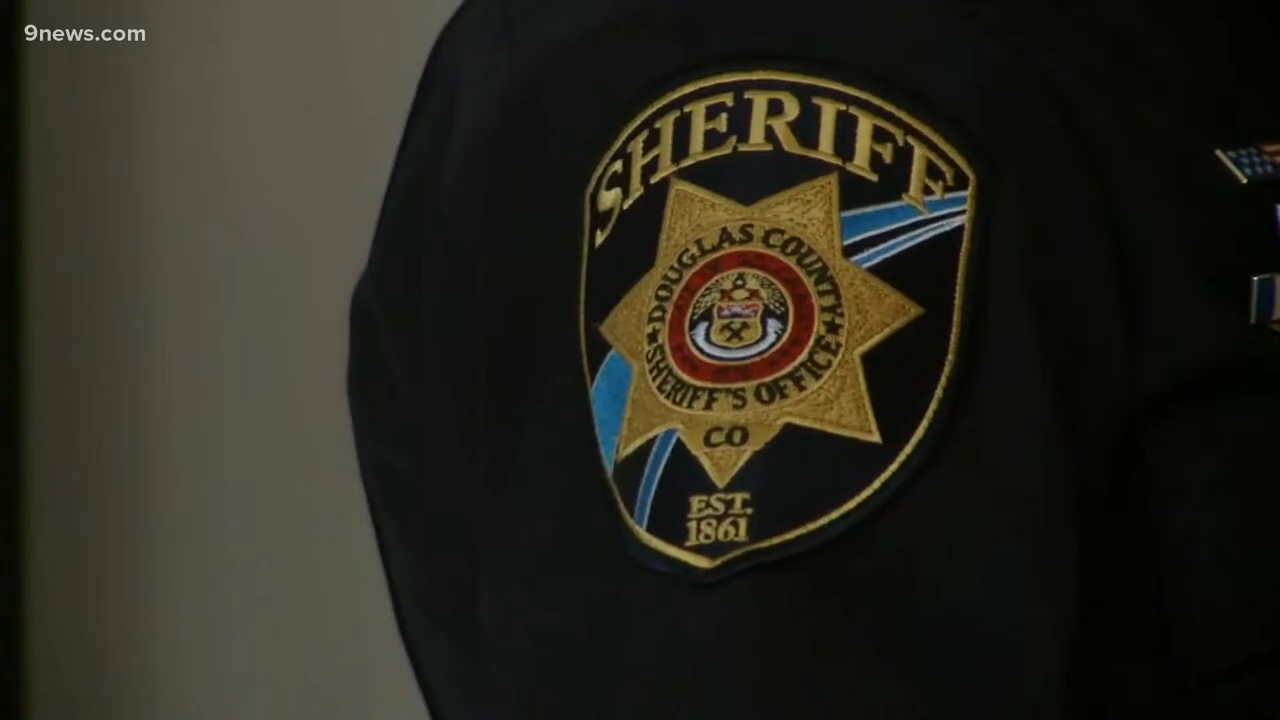 9news.com
SHERIFF
DOUGLAS COUNTY
SHERIFF'S OFFICE
CO
EST.
1861